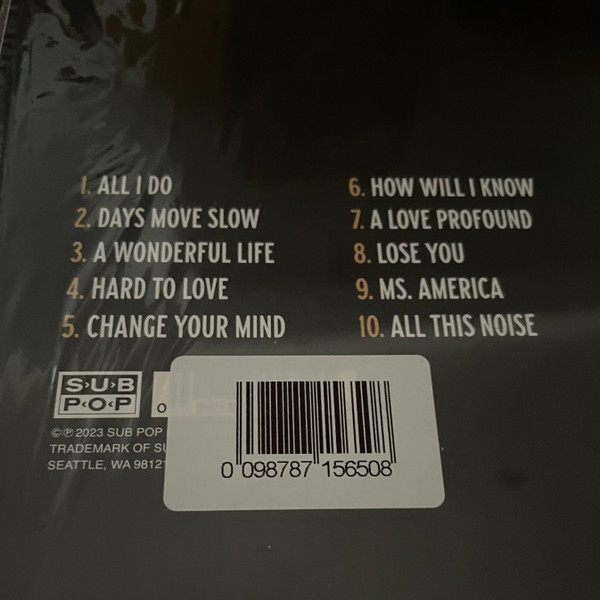 1. ALL I DO
2. DAYS MOVE SLOW
3. A WONDERFUL LIFE
4. HARD TO LOVE
5. CHANGE YOUR MIND
6. HOW WILL I KNOW
7. A LOVE PROFOUND
8. LOSE YOU
9. MS. AMERICA
10. ALL THIS NOISE
S·U·B
P·O·P
0
©℗2023 SUB POP
TRADEMARK OF
SEATTLE, WA
0 098787 156508